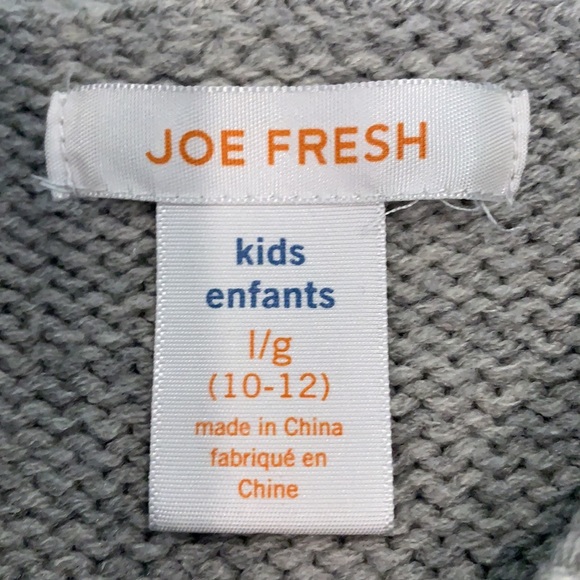 JOE FRESH
kids
enfants
l/g
(10-12)
made in China
fabriqué en
Chine